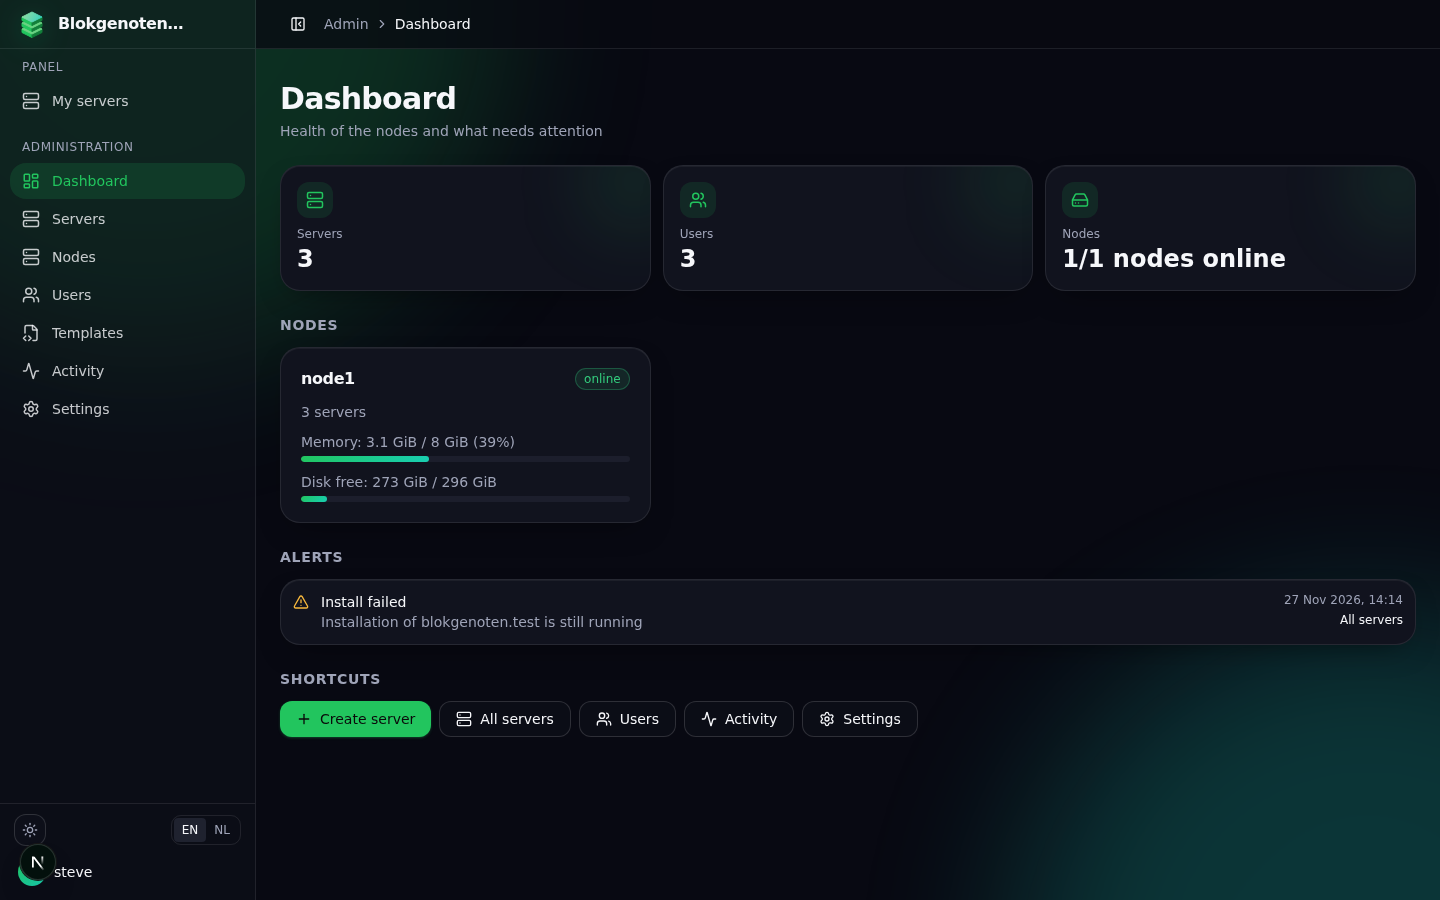 Blokgenoten...
Admin > Dashboard
PANEL
My servers
ADMINISTRATION
Dashboard
Servers
Nodes
Users
Templates
Activity
Settings
EN NL
N
steve
Dashboard
Health of the nodes and what needs attention
Servers
3
Users
3
Nodes
1/1 nodes online
NODES
node1 online
3 servers
Memory: 3.1 GiB / 8 GiB (39%)
Disk free: 273 GiB / 296 GiB
ALERTS
Install failed 27 Nov 2026, 14:14
Installation of blokgenoten.test is still running All servers
SHORTCUTS
Create server All servers Users Activity Settings